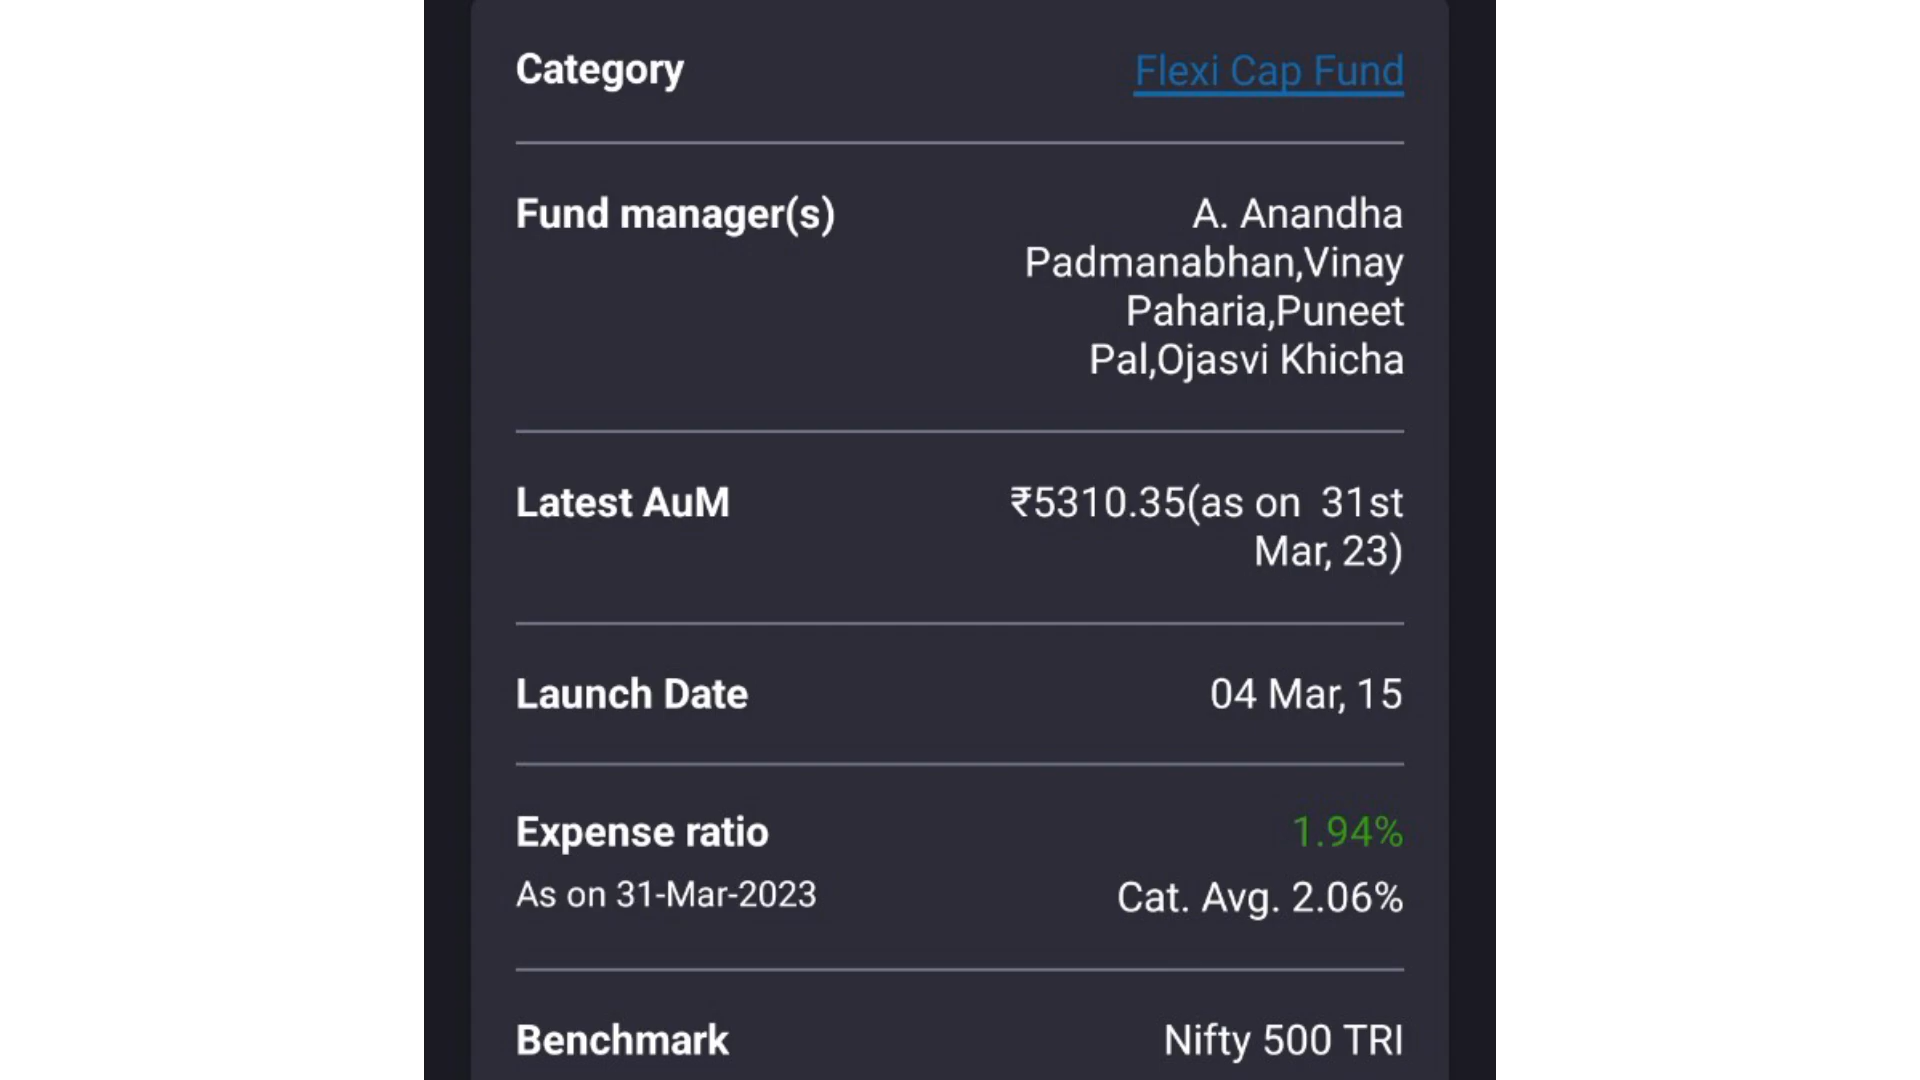 Category Flexi Cap Fund
Fund manager(s) A. Anandha
Padmanabhan,Vinay
Paharia,Puneet
Pal,Ojasvi Khicha
Latest AuM ₹5310.35(as on 31st
Mar, 23)
Launch Date 04 Mar, 15
Expense ratio 1.94%
As on 31-Mar-2023 Cat. Avg. 2.06%
Benchmark Nifty 500 TRI